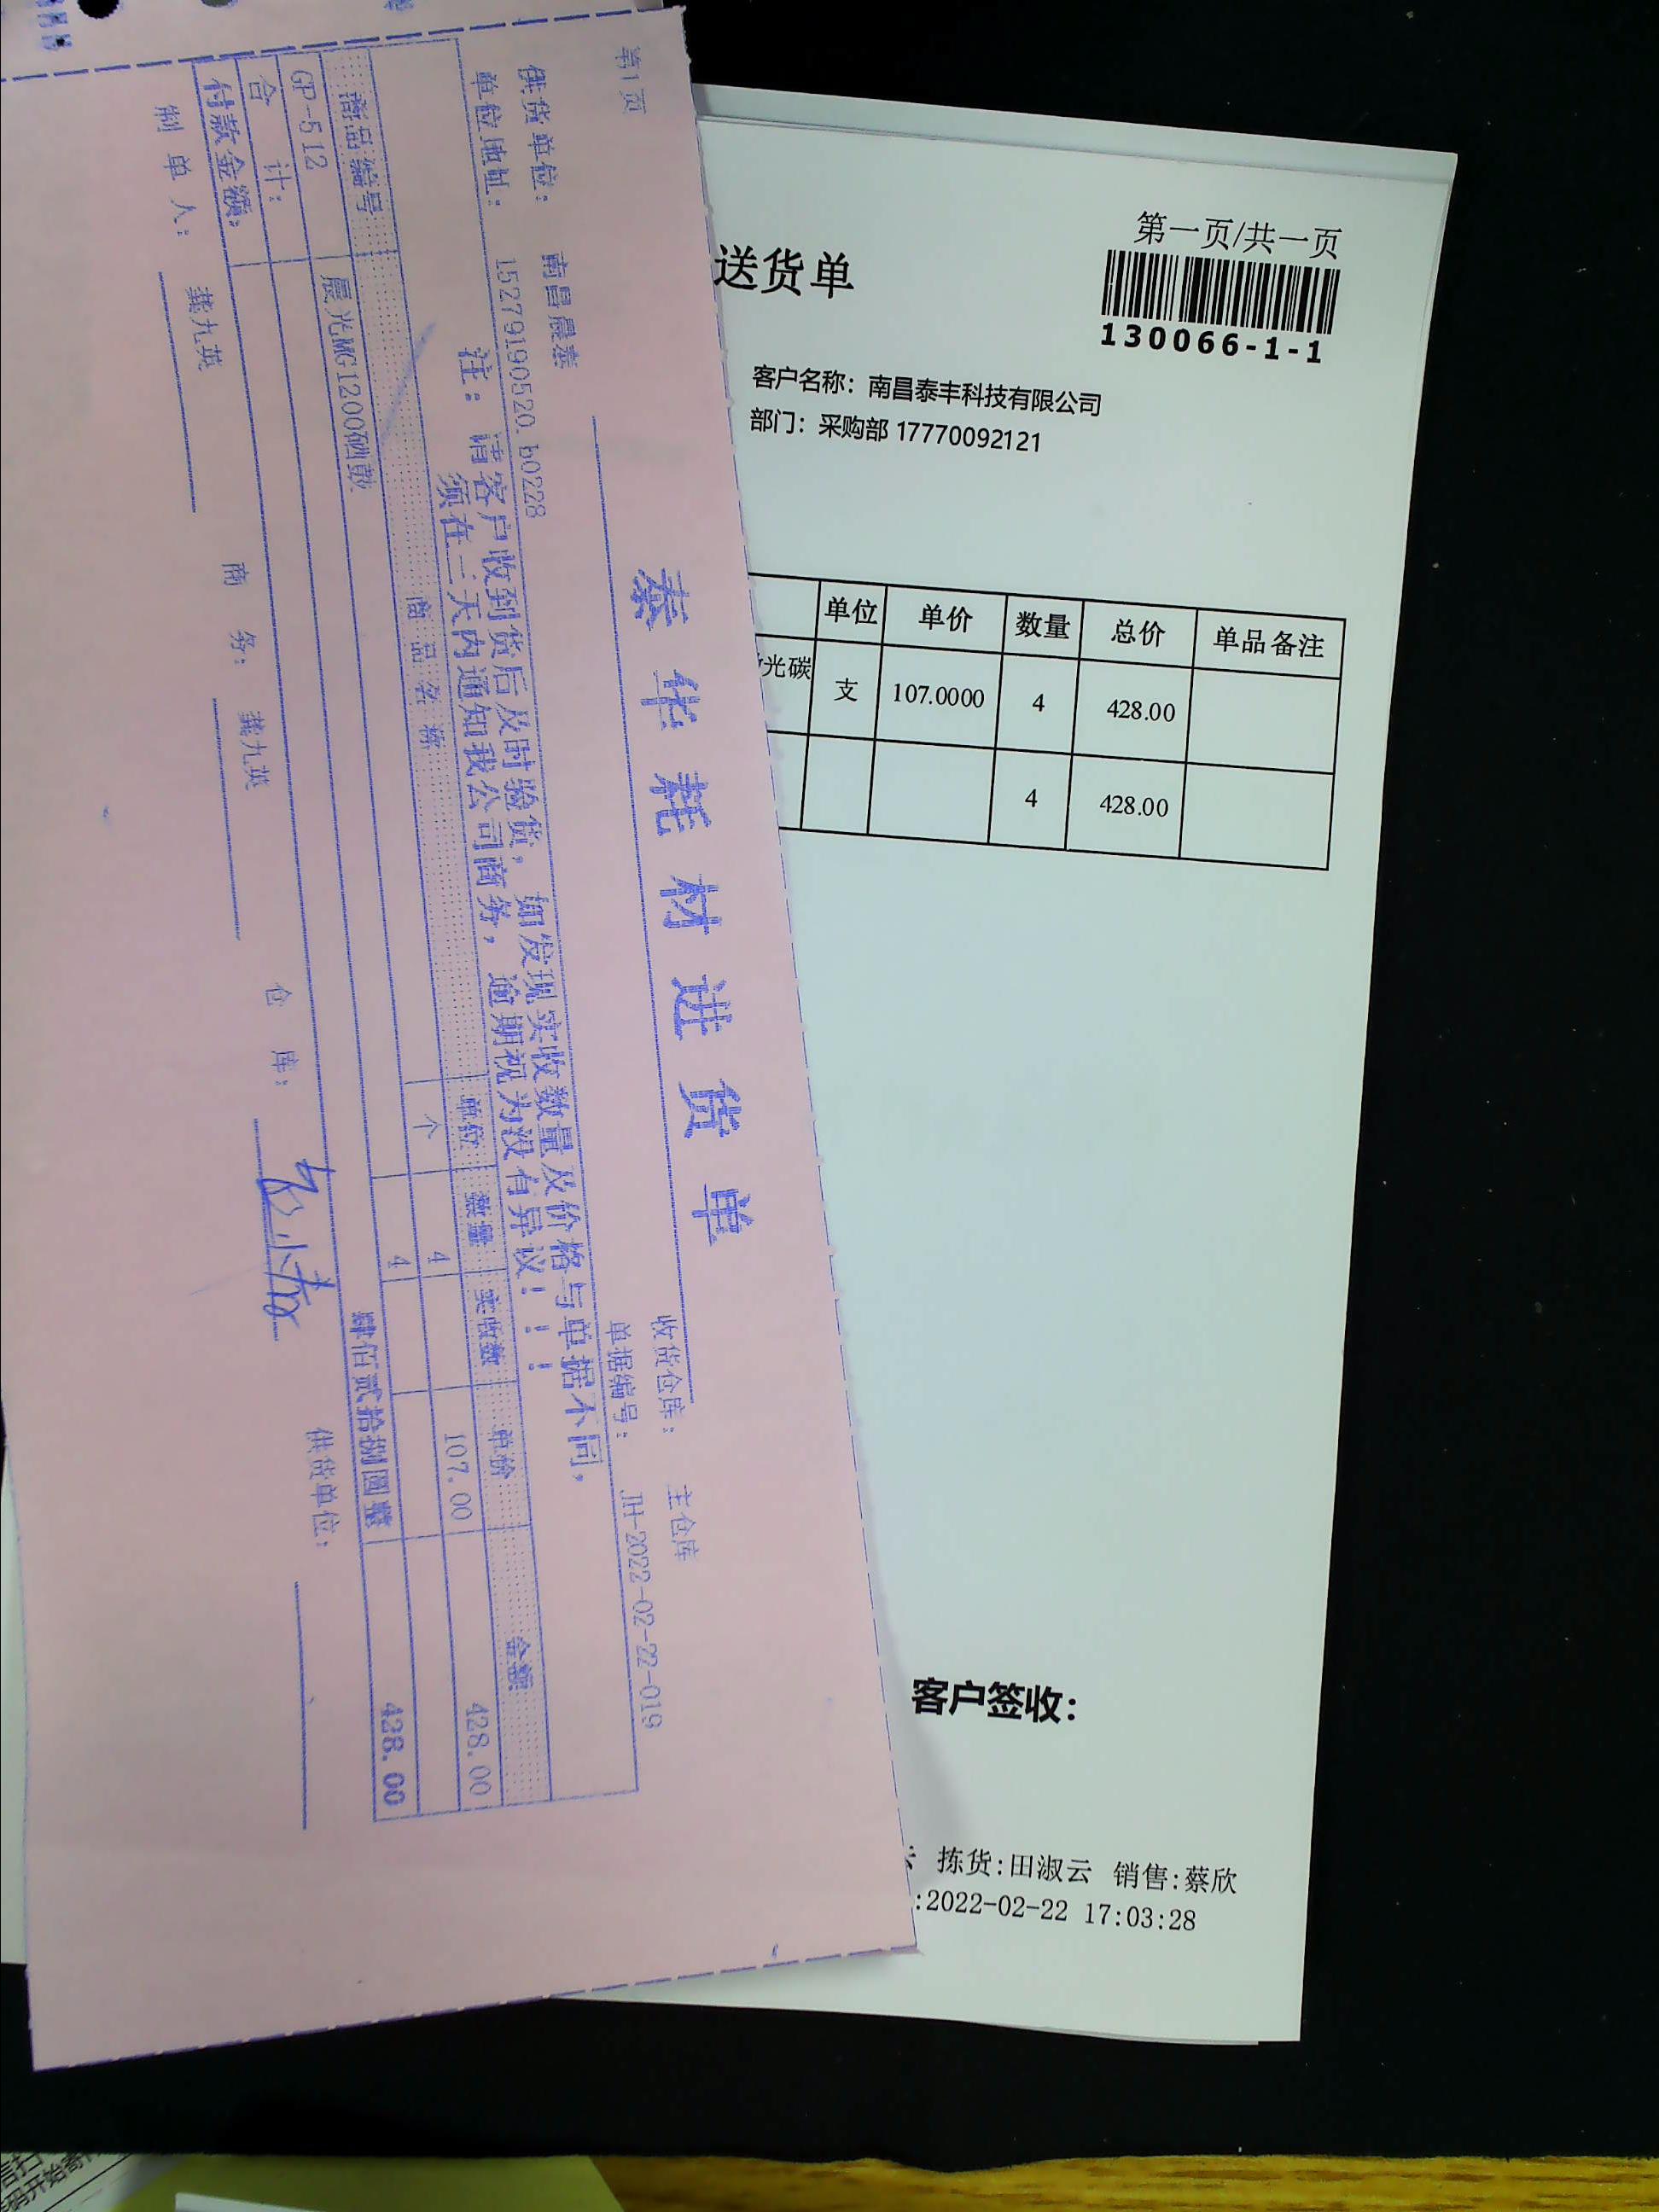 第1页
泰华耗材进货单
供货单位: 南昌晨泰
收货仓库: 主仓库
单位地址: 15279190520.b0228
单据编号: JH-2022-02-22-019
注: 请客户收到货后及时验货, 如发现实收数量及价格与单据不同,
须在三天内通知我公司商务, 逾期视为没有异议!!!
商品编号 商品名称 单位 数量 实收数 单价 金额
GP-512 晨光MG1200硒鼓 个 4 107.00 428.00
合 计: 4 428.00
付款金额: 肆佰贰拾捌圆整
制单人: 龚九英 商务: 龚九英 仓库: 供货单位:
第一页/共一页
送货单
130066-1-1
客户名称: 南昌泰丰科技有限公司
部门: 采购部 17770092121
单位 单价 数量 总价 单品备注
光碳 支 107.0000 4 428.00
4 428.00
客户签收:
拣货:田淑云 销售:蔡欣
:2022-02-22 17:03:28